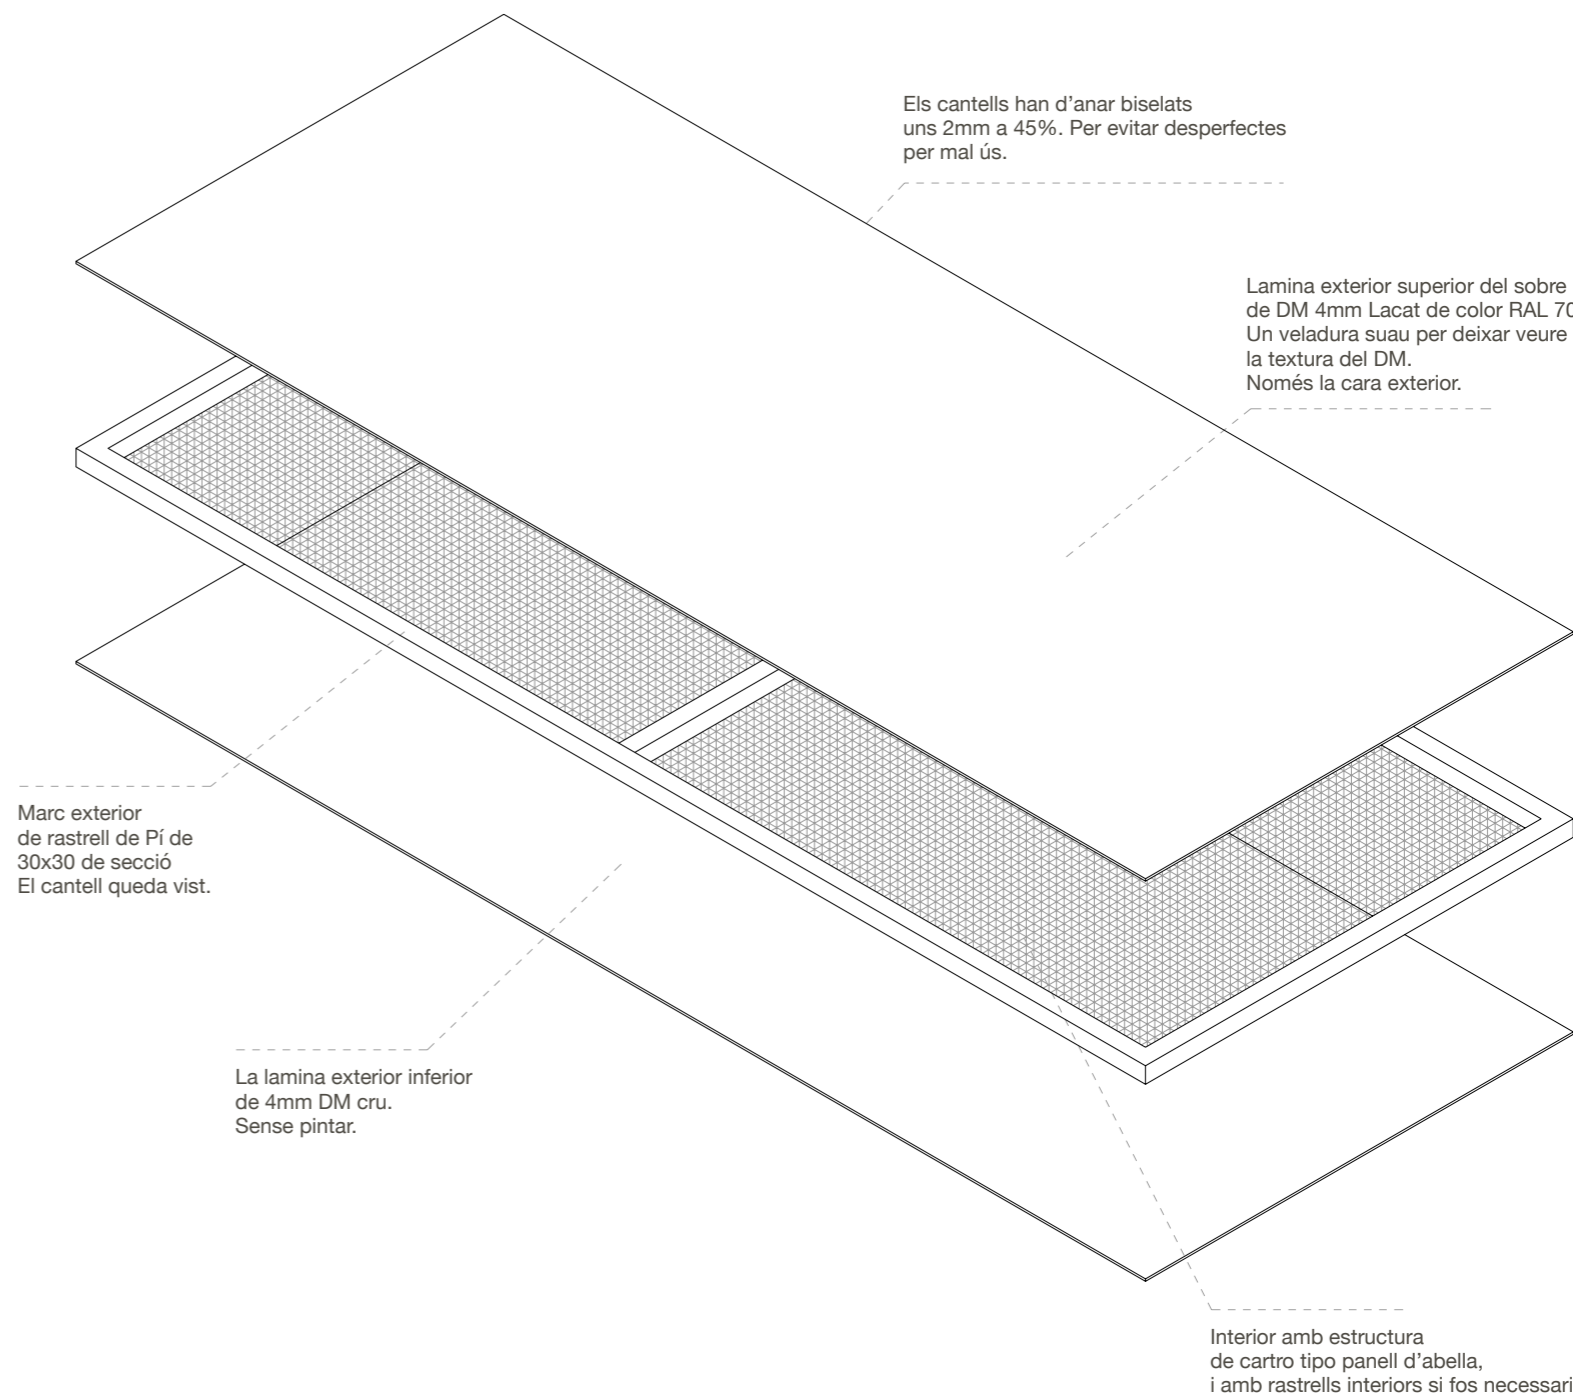 Els cantells han d'anar biselats
uns 2mm a 45%. Per evitar desperfectes
per mal ús.
Lamina exterior superior del sobre
de DM 4mm Lacat de color RAL
Un veladura suau per deixar veure
la textura del DM.
Només la cara exterior.
Marc exterior
de rastrell de Pí de
30x30 de secció
El cantell queda vist.
La lamina exterior inferior
de 4mm DM cru.
Sense pintar.
Interior amb estructura
de cartro tipo panell d'abella,
i amb rastrells interiors si fos necessari